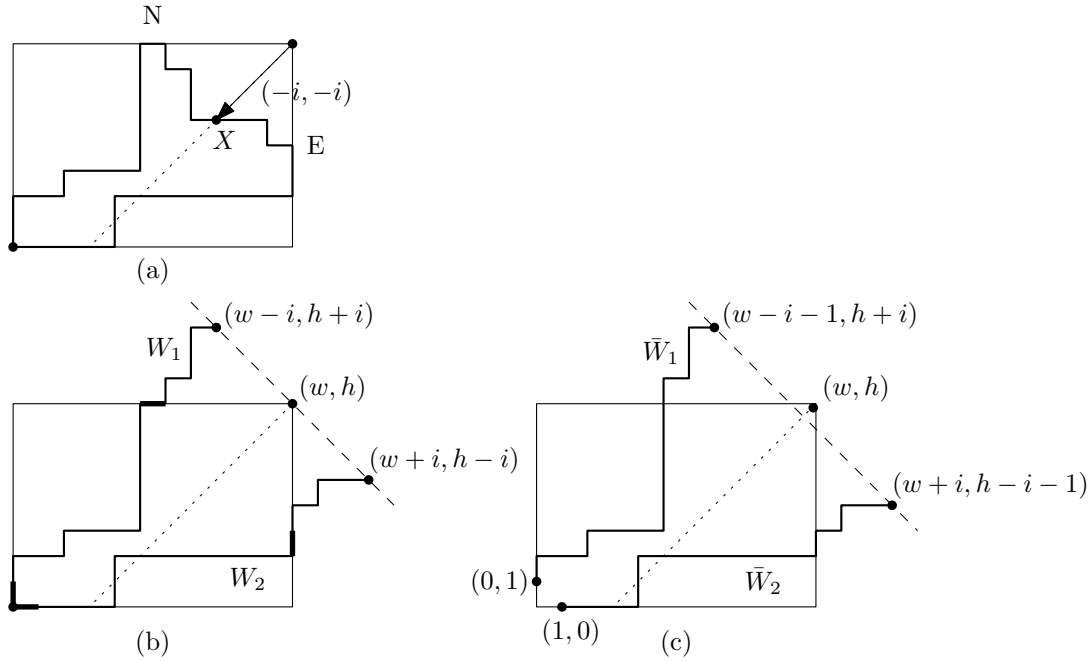 N
(−i, −i)
X
E
(a)
(w − i, h + i)
W₁
(w, h)
(w + i, h − i)
W₂
(b)
(w − i − 1, h + i)
W̄₁
(w, h)
(w + i, h − i − 1)
(0, 1)
W̄₂
(1, 0)
(c)